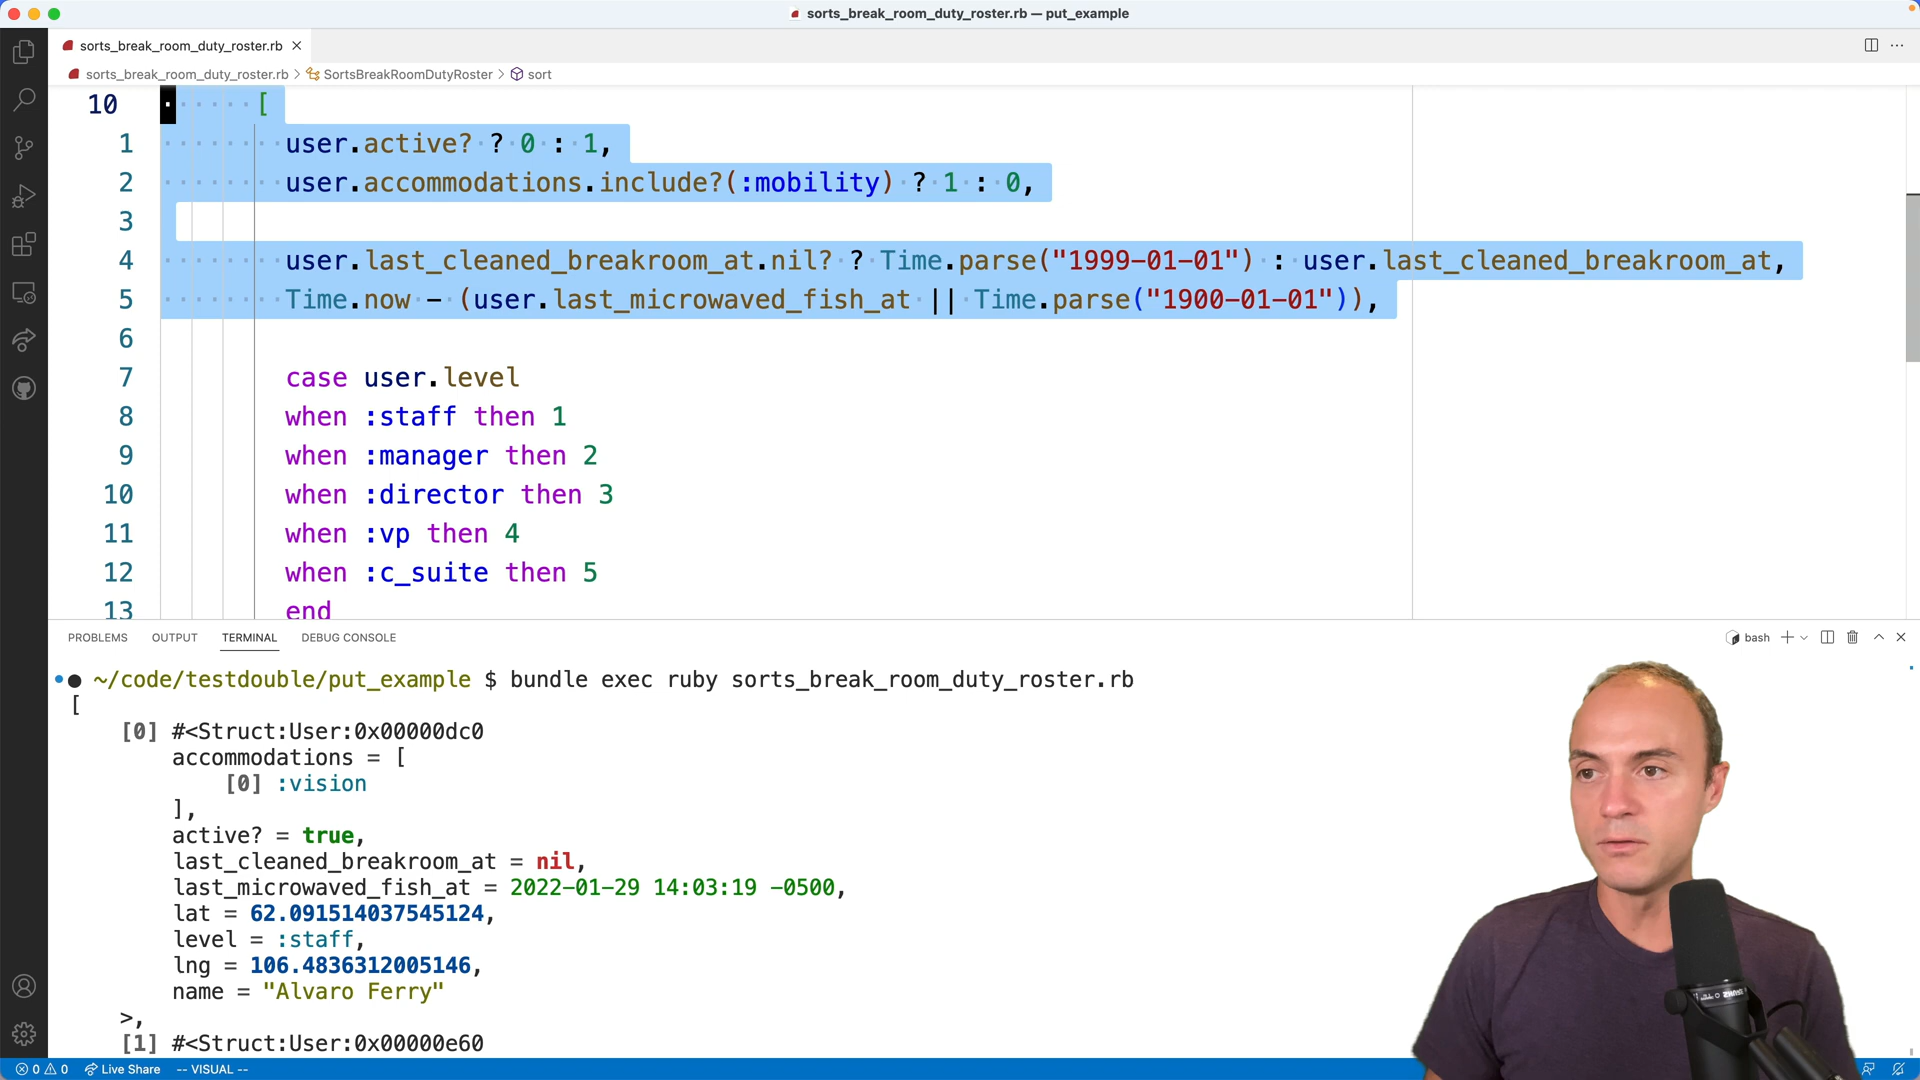 sorts_break_room_duty_roster.rb — put_example
sorts_break_room_duty_roster.rb
sorts_break_room_duty_roster.rb > SortsBreakRoomDutyRoster > sort
10 [
1 user.active? ? 0 : 1,
2 user.accommodations.include?(:mobility) ? 1 : 0,
3
4 user.last_cleaned_breakroom_at.nil? ? Time.parse("1999-01-01") : user.last_cleaned_breakroom_at,
5 Time.now - (user.last_microwaved_fish_at || Time.parse("1900-01-01")),
6
7 case user.level
8 when :staff then 1
9 when :manager then 2
10 when :director then 3
11 when :vp then 4
12 when :c_suite then 5
13 end
PROBLEMS OUTPUT TERMINAL DEBUG CONSOLE bash
~/code/testdouble/put_example $ bundle exec ruby sorts_break_room_duty_roster.rb
[
[0] #<Struct:User:0x00000dc0
accommodations = [
[0] :vision
],
active? = true,
last_cleaned_breakroom_at = nil,
last_microwaved_fish_at = 2022-01-29 14:03:19 -0500,
lat = 62.091514037545124,
level = :staff,
lng = 106.4836312005146,
name = "Alvaro Ferry"
>,
[1] #<Struct:User:0x00000e60
0 0 Live Share -- VISUAL --